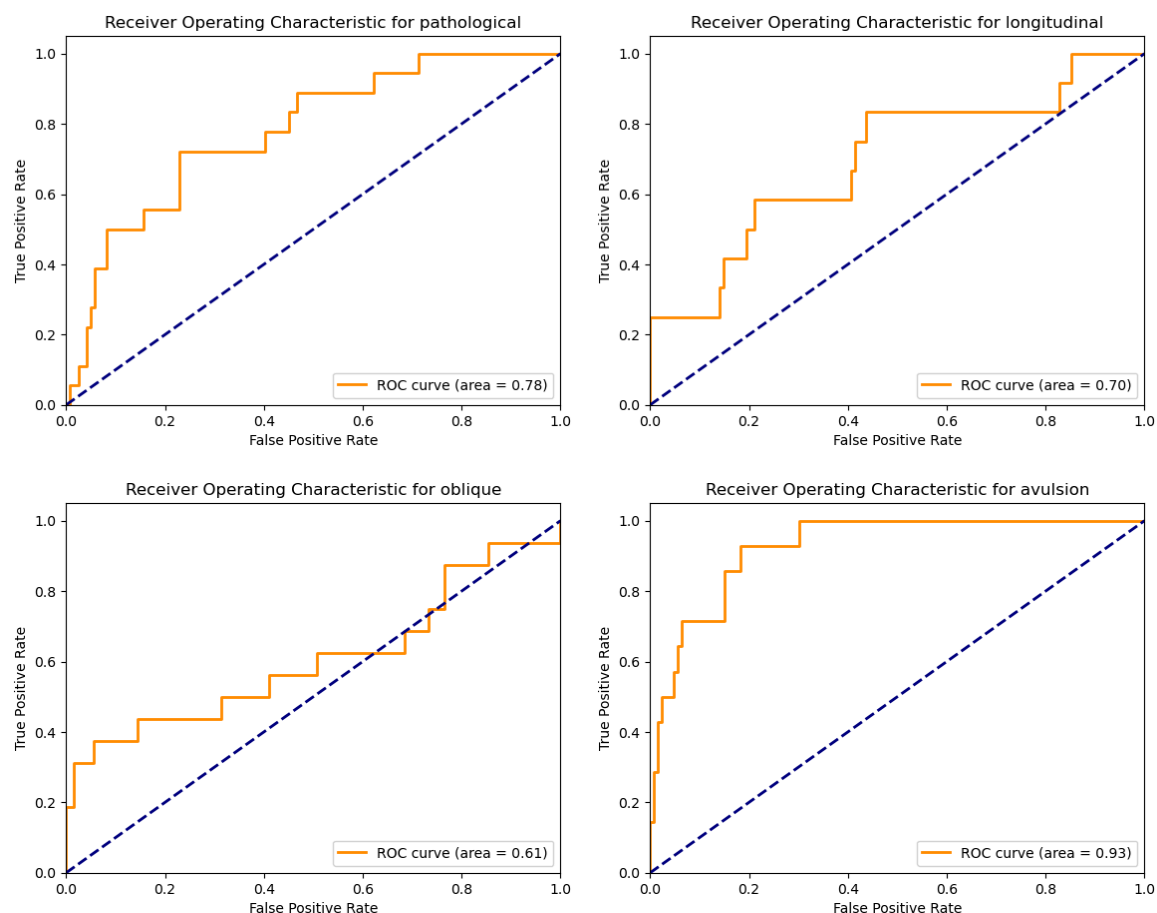 Receiver Operating Characteristic for pathological
1.0
0.8
0.6
0.4
0.2
0.0
True Positive Rate
ROC curve (area = 0.78)
0.0 0.2 0.4 0.6 0.8 1.0
False Positive Rate
Receiver Operating Characteristic for longitudinal
1.0
0.8
0.6
0.4
0.2
0.0
True Positive Rate
ROC curve (area = 0.70)
0.0 0.2 0.4 0.6 0.8 1.0
False Positive Rate
Receiver Operating Characteristic for oblique
1.0
0.8
0.6
0.4
0.2
0.0
True Positive Rate
ROC curve (area = 0.61)
0.0 0.2 0.4 0.6 0.8 1.0
False Positive Rate
Receiver Operating Characteristic for avulsion
1.0
0.8
0.6
0.4
0.2
0.0
True Positive Rate
ROC curve (area = 0.93)
0.0 0.2 0.4 0.6 0.8 1.0
False Positive Rate